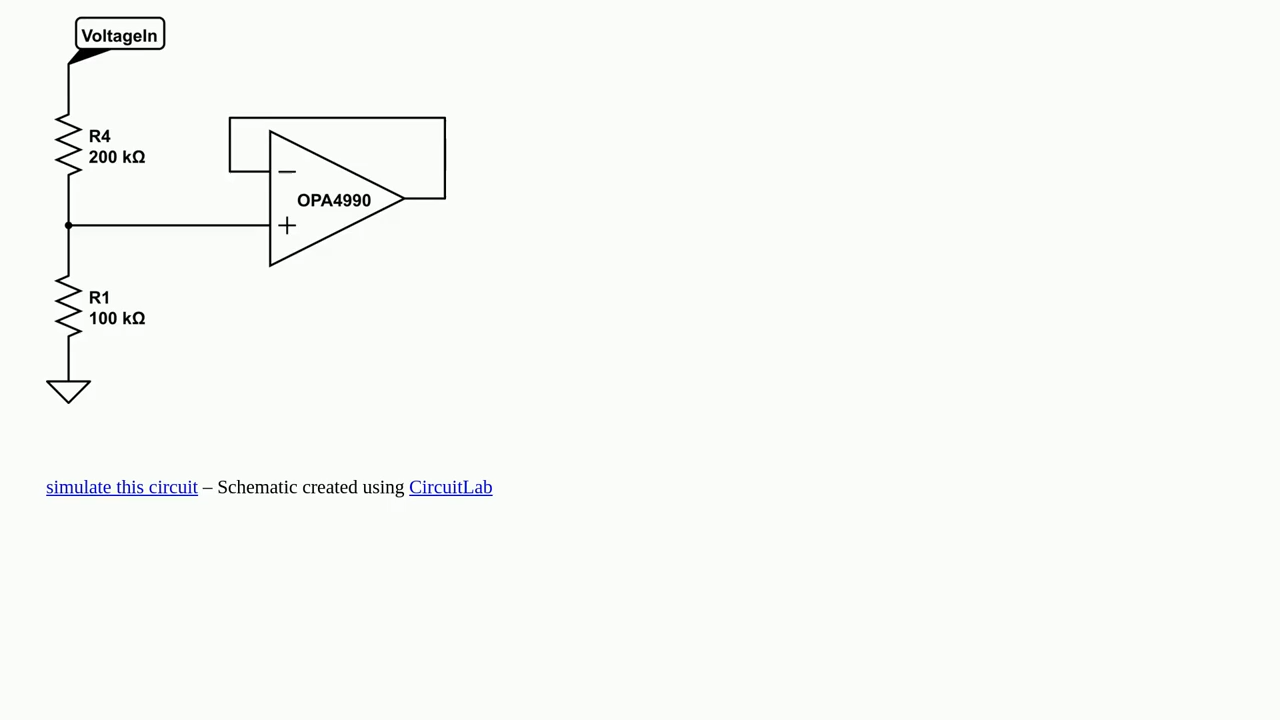 VoltageIn
R4
200 kΩ
OPA4990
R1
100 kΩ
simulate this circuit – Schematic created using CircuitLab